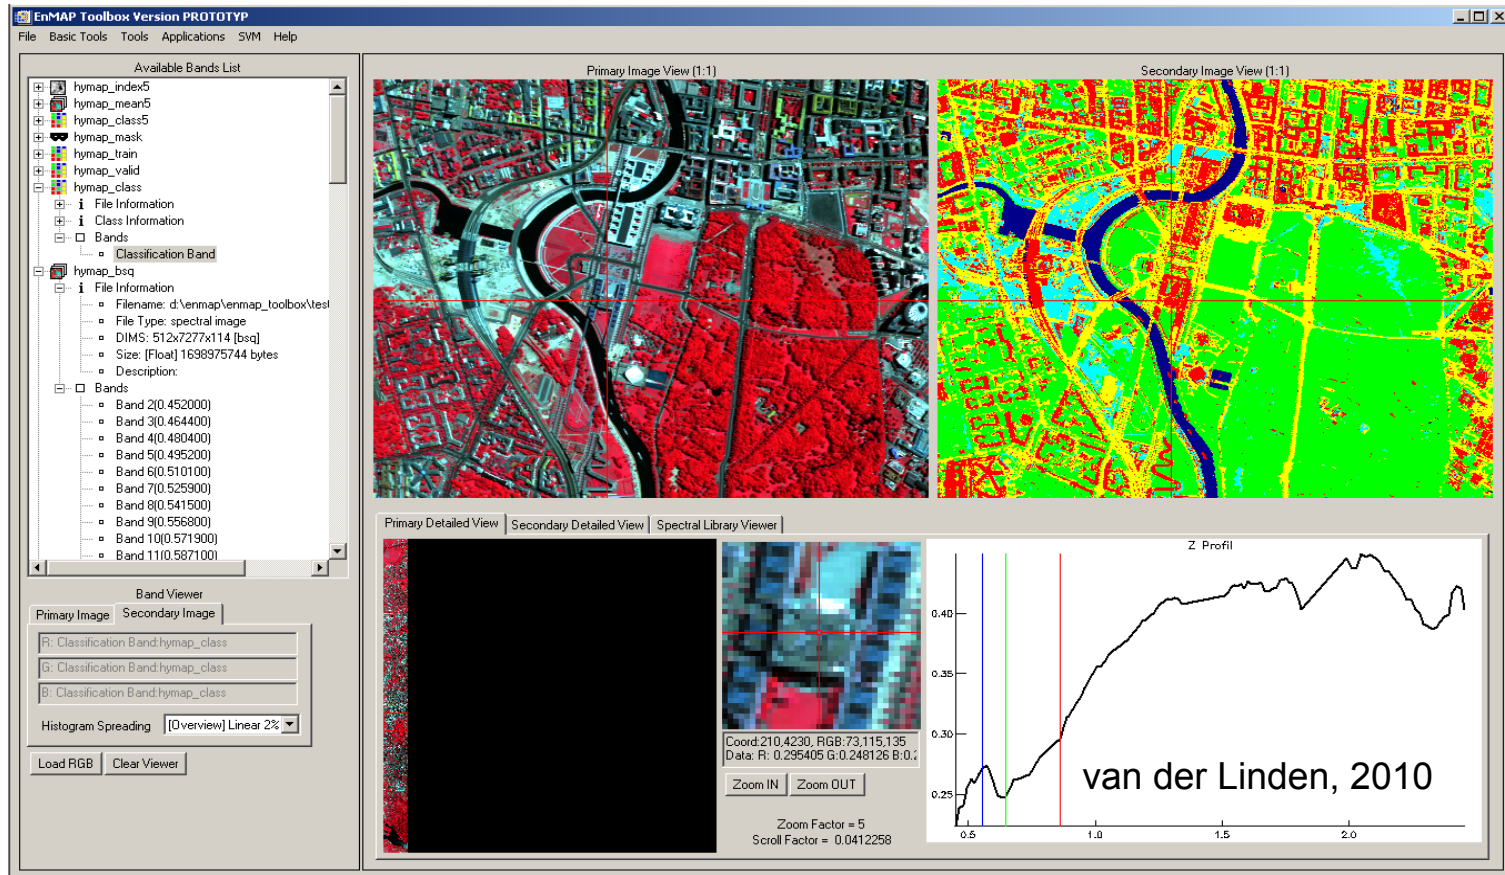 EnMAP Toolbox Version PROTOTYP
File Basic Tools Tools Applications SVM Help
Available Bands List
hymap_index5
hymap_mean5
hymap_class5
hymap_mask
hymap_train
hymap_valid
hymap_class
i File Information
i Class Information
Bands
Classification Band
hymap_bsq
i File Information
Filename: d:\enmap\enmap_toolbox\test
File Type: spectral image
DIMS: 512x7277x114 [bsq]
Size: [Float] 1698975744 bytes
Description:
Bands
Band 2(0.452000)
Band 3(0.464400)
Band 4(0.480400)
Band 5(0.495200)
Band 6(0.510100)
Band 7(0.525900)
Band 8(0.541500)
Band 9(0.556800)
Band 10(0.571900)
Band 11(0.587100)
Band Viewer
Primary Image Secondary Image
R: Classification Band:hymap_class
G: Classification Band:hymap_class
B: Classification Band:hymap_class
Histogram Spreading [Overview] Linear 2%
Load RGB Clear Viewer
Primary Image View (1:1)
Secondary Image View (1:1)
Primary Detailed View Secondary Detailed View Spectral Library Viewer
Coord:210,4230, RGB:73,115,135
Data: R: 0.295405 G:0.248126 B:0.2
Zoom IN Zoom OUT
Zoom Factor = 5
Scroll Factor = 0.0412258
Z Profil
0.40
0.35
0.30
0.25
0.5 1.0 1.5 2.0
van der Linden, 2010